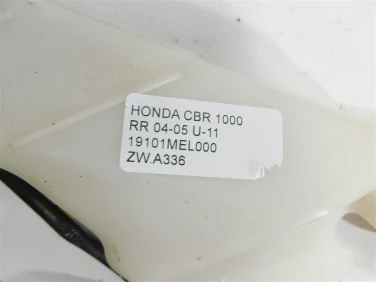 HONDA CBR 1000
RR 04-05 U-11
19101MEL000
ZW.A336